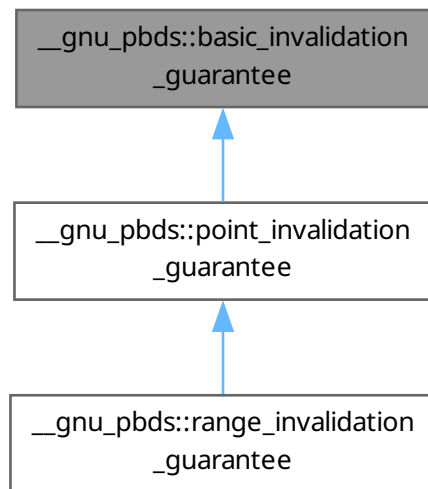 __gnu_pbds::basic_invalidation
_guarantee
__gnu_pbds::point_invalidation
_guarantee
__gnu_pbds::range_invalidation
_guarantee